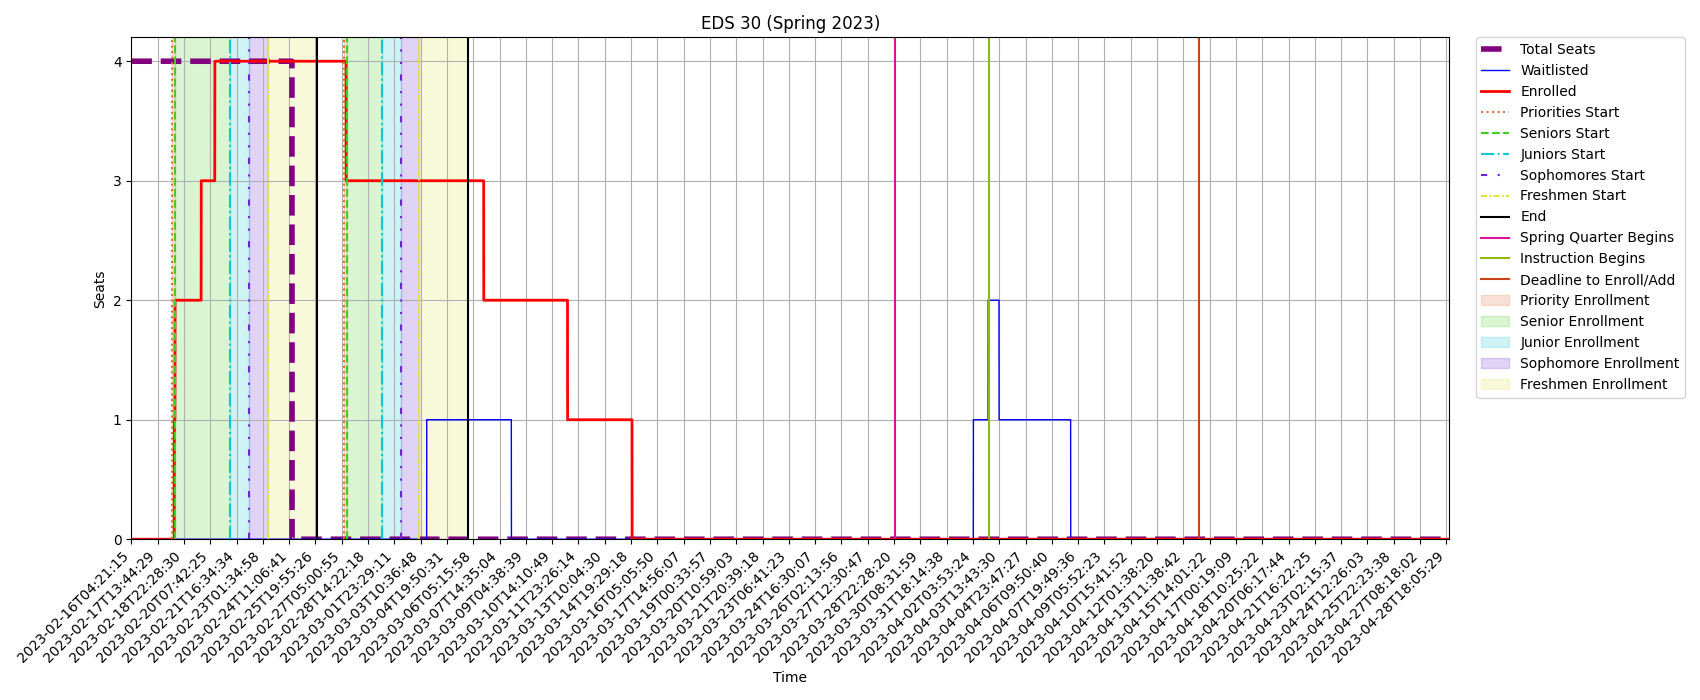 EDS 30 (Spring 2023)
Seats
4
3
2
1
0
2023-02-16T04:21:15
2023-02-17T13:44:29
2023-02-18T22:28:30
2023-02-20T07:42:25
2023-02-21T16:34:34
2023-02-23T01:34:58
2023-02-24T11:06:41
2023-02-25T19:55:26
2023-02-27T05:00:55
2023-02-28T14:22:18
2023-03-01T23:29:11
2023-03-03T10:36:48
2023-03-04T19:50:31
2023-03-06T05:15:58
2023-03-07T14:35:04
2023-03-09T04:38:39
2023-03-10T14:10:49
2023-03-11T23:26:14
2023-03-13T10:04:30
2023-03-14T19:29:18
2023-03-16T05:05:50
2023-03-17T14:56:07
2023-03-19T00:33:57
2023-03-20T10:59:03
2023-03-21T20:39:18
2023-03-23T06:41:23
2023-03-24T16:30:07
2023-03-26T02:13:56
2023-03-27T12:30:47
2023-03-28T22:28:20
2023-03-30T08:31:59
2023-03-31T18:14:38
2023-04-02T03:53:24
2023-04-03T13:43:30
2023-04-04T23:47:27
2023-04-06T09:50:40
2023-04-07T19:49:36
2023-04-09T05:52:23
2023-04-10T15:41:52
2023-04-12T01:38:20
2023-04-13T11:38:42
2023-04-15T14:01:22
2023-04-17T00:19:09
2023-04-18T10:25:22
2023-04-20T06:17:44
2023-04-21T16:22:25
2023-04-23T02:15:37
2023-04-24T12:26:03
2023-04-25T22:23:38
2023-04-27T08:18:02
2023-04-28T18:05:29
Time
Total Seats
Waitlisted
Enrolled
Priorities Start
Seniors Start
Juniors Start
Sophomores Start
Freshmen Start
End
Spring Quarter Begins
Instruction Begins
Deadline to Enroll/Add
Priority Enrollment
Senior Enrollment
Junior Enrollment
Sophomore Enrollment
Freshmen Enrollment